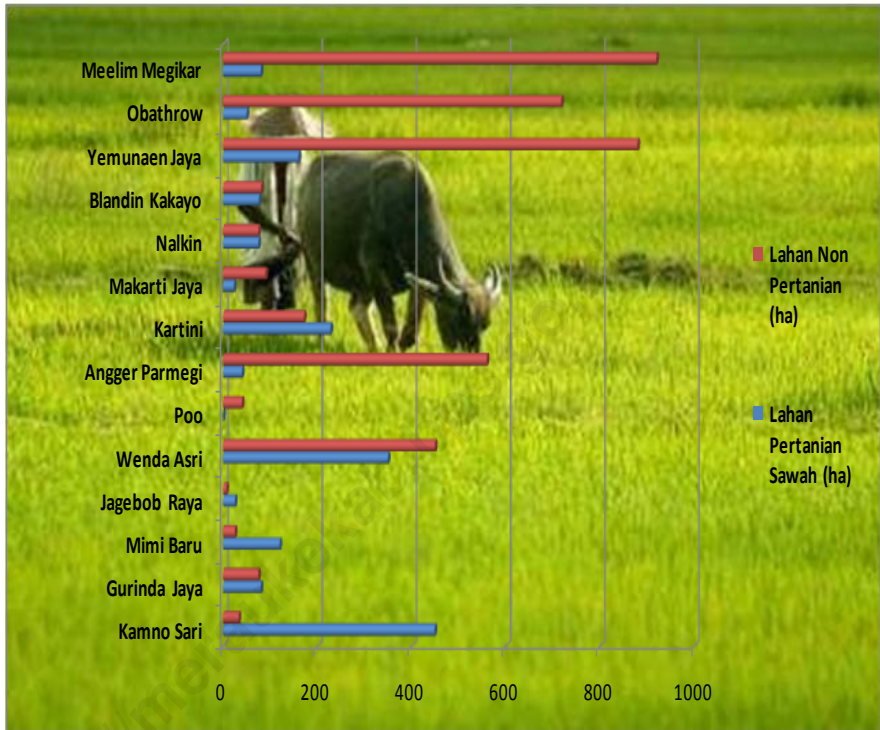 Meelim Megikar
Obathrow
Yemunaen Jaya
Blandin Kakayo
Nalkin
Makarti Jaya
Kartini
Angger Parmegi
Poo
Wenda Asri
Jagebob Raya
Mimi Baru
Gurinda Jaya
Kamno Sari
0 200 400 600 800 1000
Lahan Non
Pertanian
(ha)
Lahan
Pertanian
Sawah (ha)